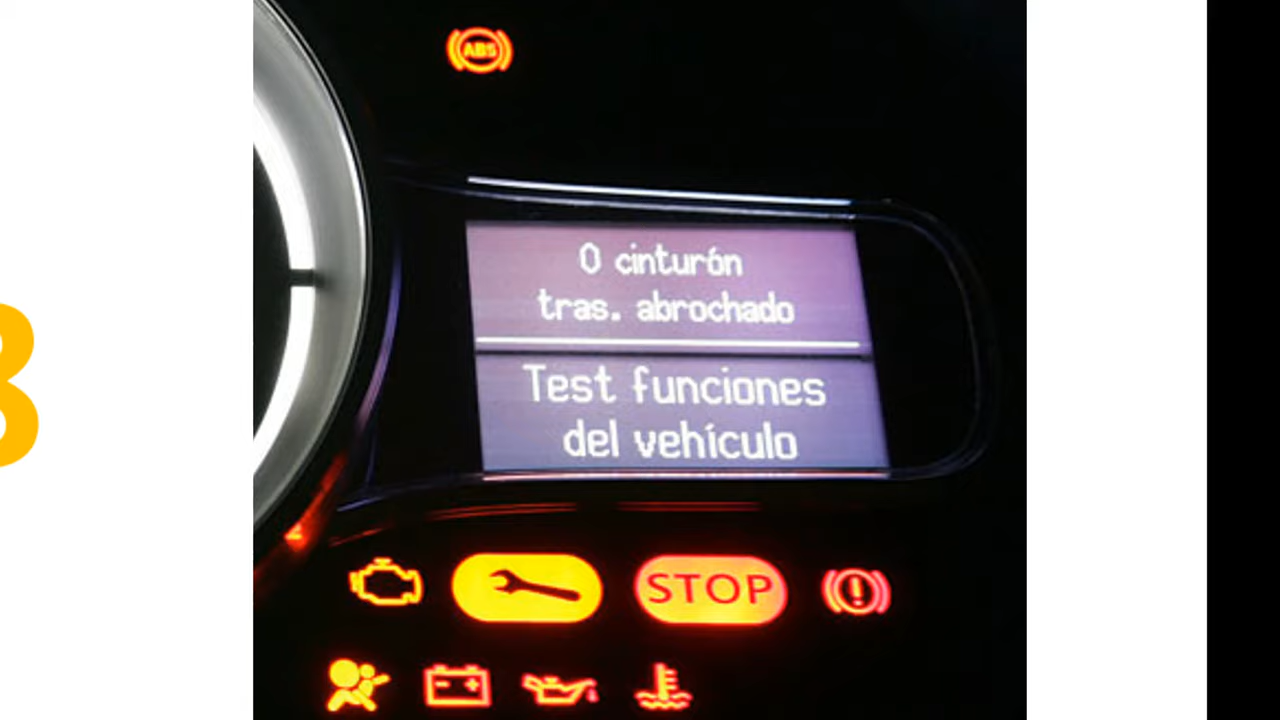 ABS
0 cinturón
tras. abrochado
Test funciones
del vehículo
STOP